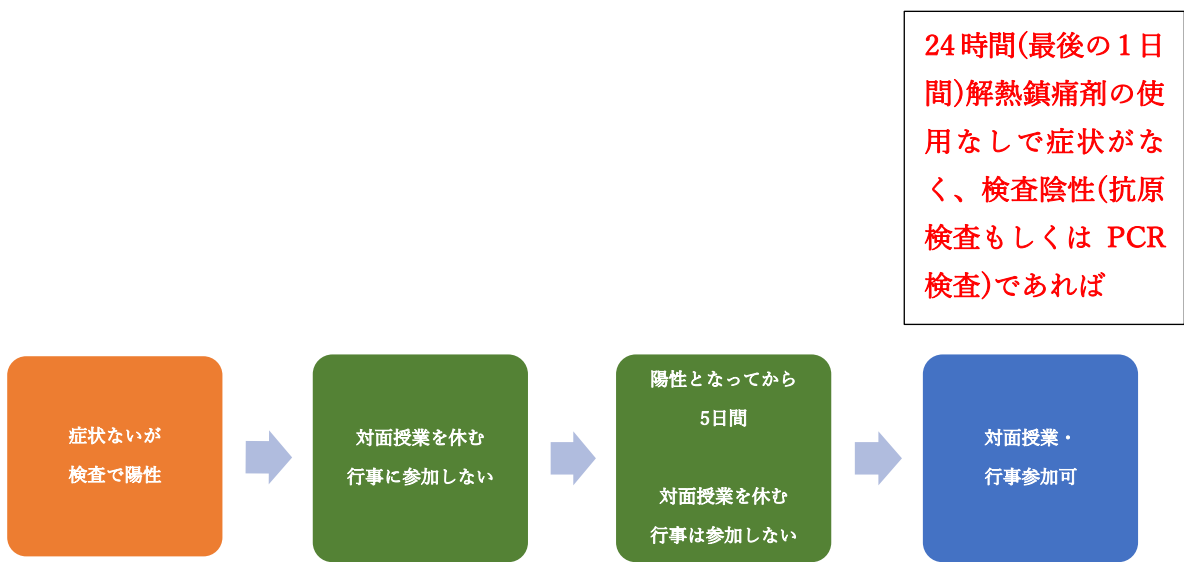 24時間(最後の1日
間)解熱鎮痛剤の使
用なしで症状がな
く、検査陰性(抗原
検査もしくは PCR
検査)であれば
症状ないが
検査で陽性
対面授業を休む
行事に参加しない
陽性となってから
5日間
対面授業を休む
行事は参加しない
対面授業・
行事参加可